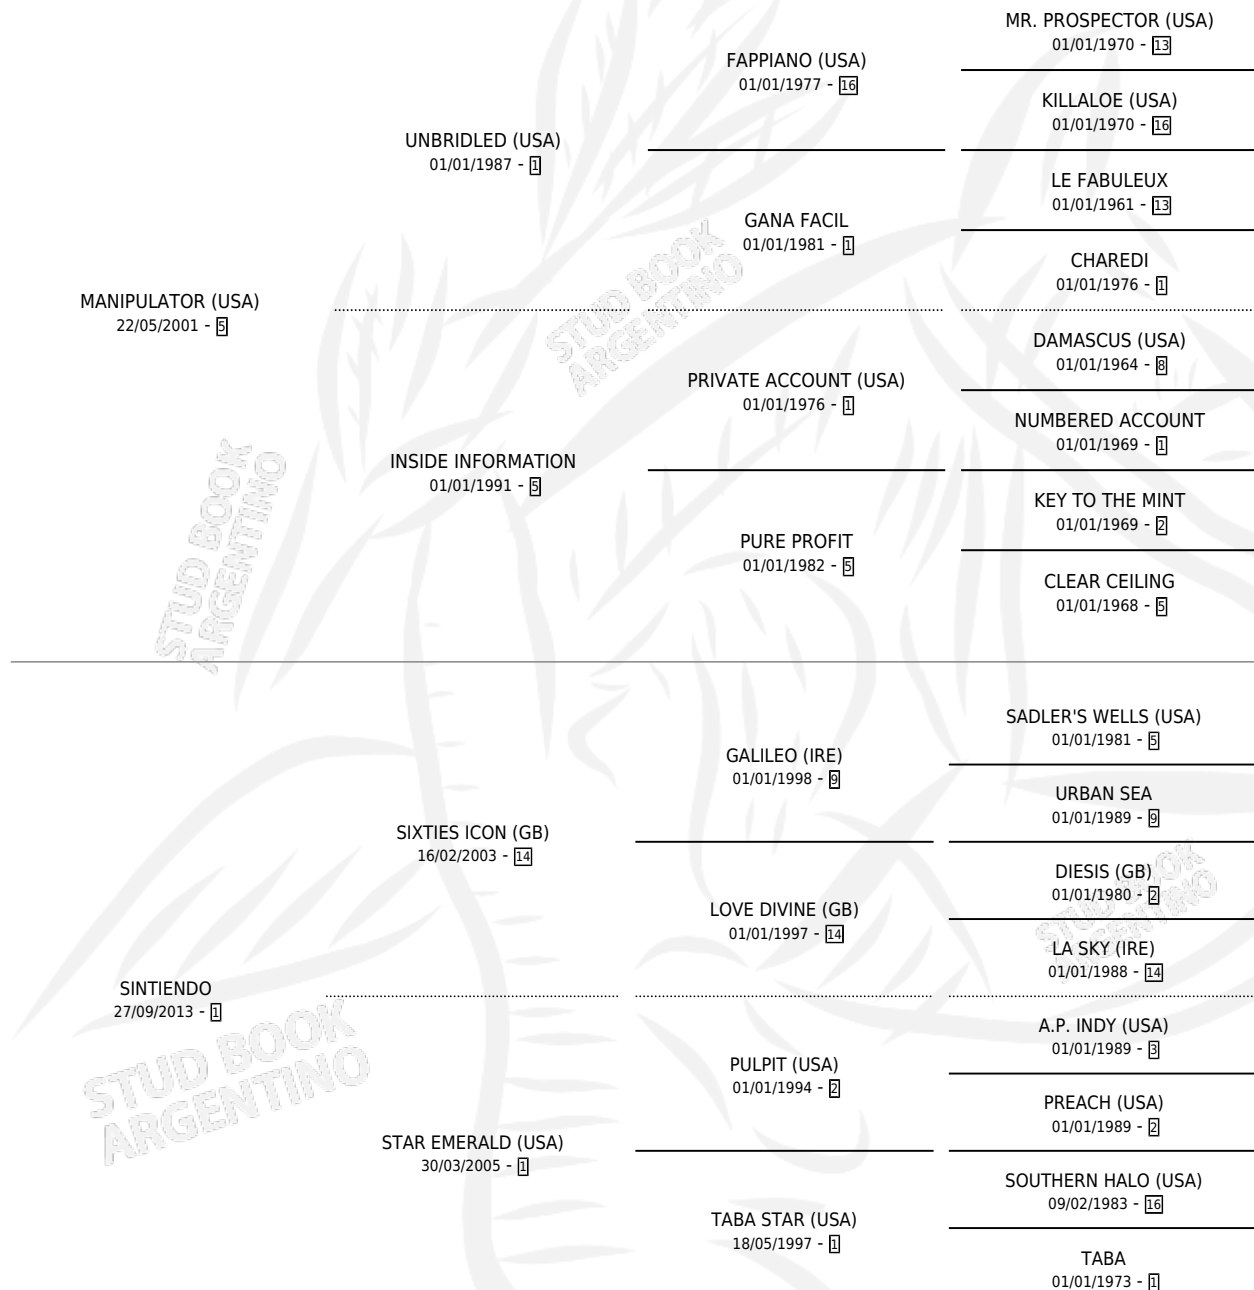 MR. PROSPECTOR (USA)
01/01/1970 - 13
FAPPIANO (USA)
01/01/1977 - 16
KILLALOE (USA)
01/01/1970 - 16
UNBRIDLED (USA)
01/01/1987 - 1
LE FABULEUX
01/01/1961 - 13
GANA FACIL
01/01/1981 - 1
CHAREDI
01/01/1976 - 1
MANIPULATOR (USA)
22/05/2001 - 5
DAMASCUS (USA)
01/01/1964 - 8
PRIVATE ACCOUNT (USA)
01/01/1976 - 1
NUMBERED ACCOUNT
01/01/1969 - 1
INSIDE INFORMATION
01/01/1991 - 5
KEY TO THE MINT
01/01/1969 - 2
PURE PROFIT
01/01/1982 - 5
CLEAR CEILING
01/01/1968 - 5
SADLER'S WELLS (USA)
01/01/1981 - 5
GALILEO (IRE)
01/01/1998 - 9
URBAN SEA
01/01/1989 - 9
SIXTIES ICON (GB)
16/02/2003 - 14
DIESIS (GB)
01/01/1980 - 2
LOVE DIVINE (GB)
01/01/1997 - 14
LA SKY (IRE)
01/01/1988 - 14
SINTIENDO
27/09/2013 - 1
A.P. INDY (USA)
01/01/1989 - 3
PULPIT (USA)
01/01/1994 - 2
PREACH (USA)
01/01/1989 - 2
STAR EMERALD (USA)
30/03/2005 - 1
SOUTHERN HALO (USA)
09/02/1983 - 16
TABA STAR (USA)
18/05/1997 - 1
TABA
01/01/1973 - 1
STUD BOOK
ARGENTINO
STUD BOOK
ARGENTINO
STUD BOOK
ARGENTINO
STUD BOOK
ARGENTINO